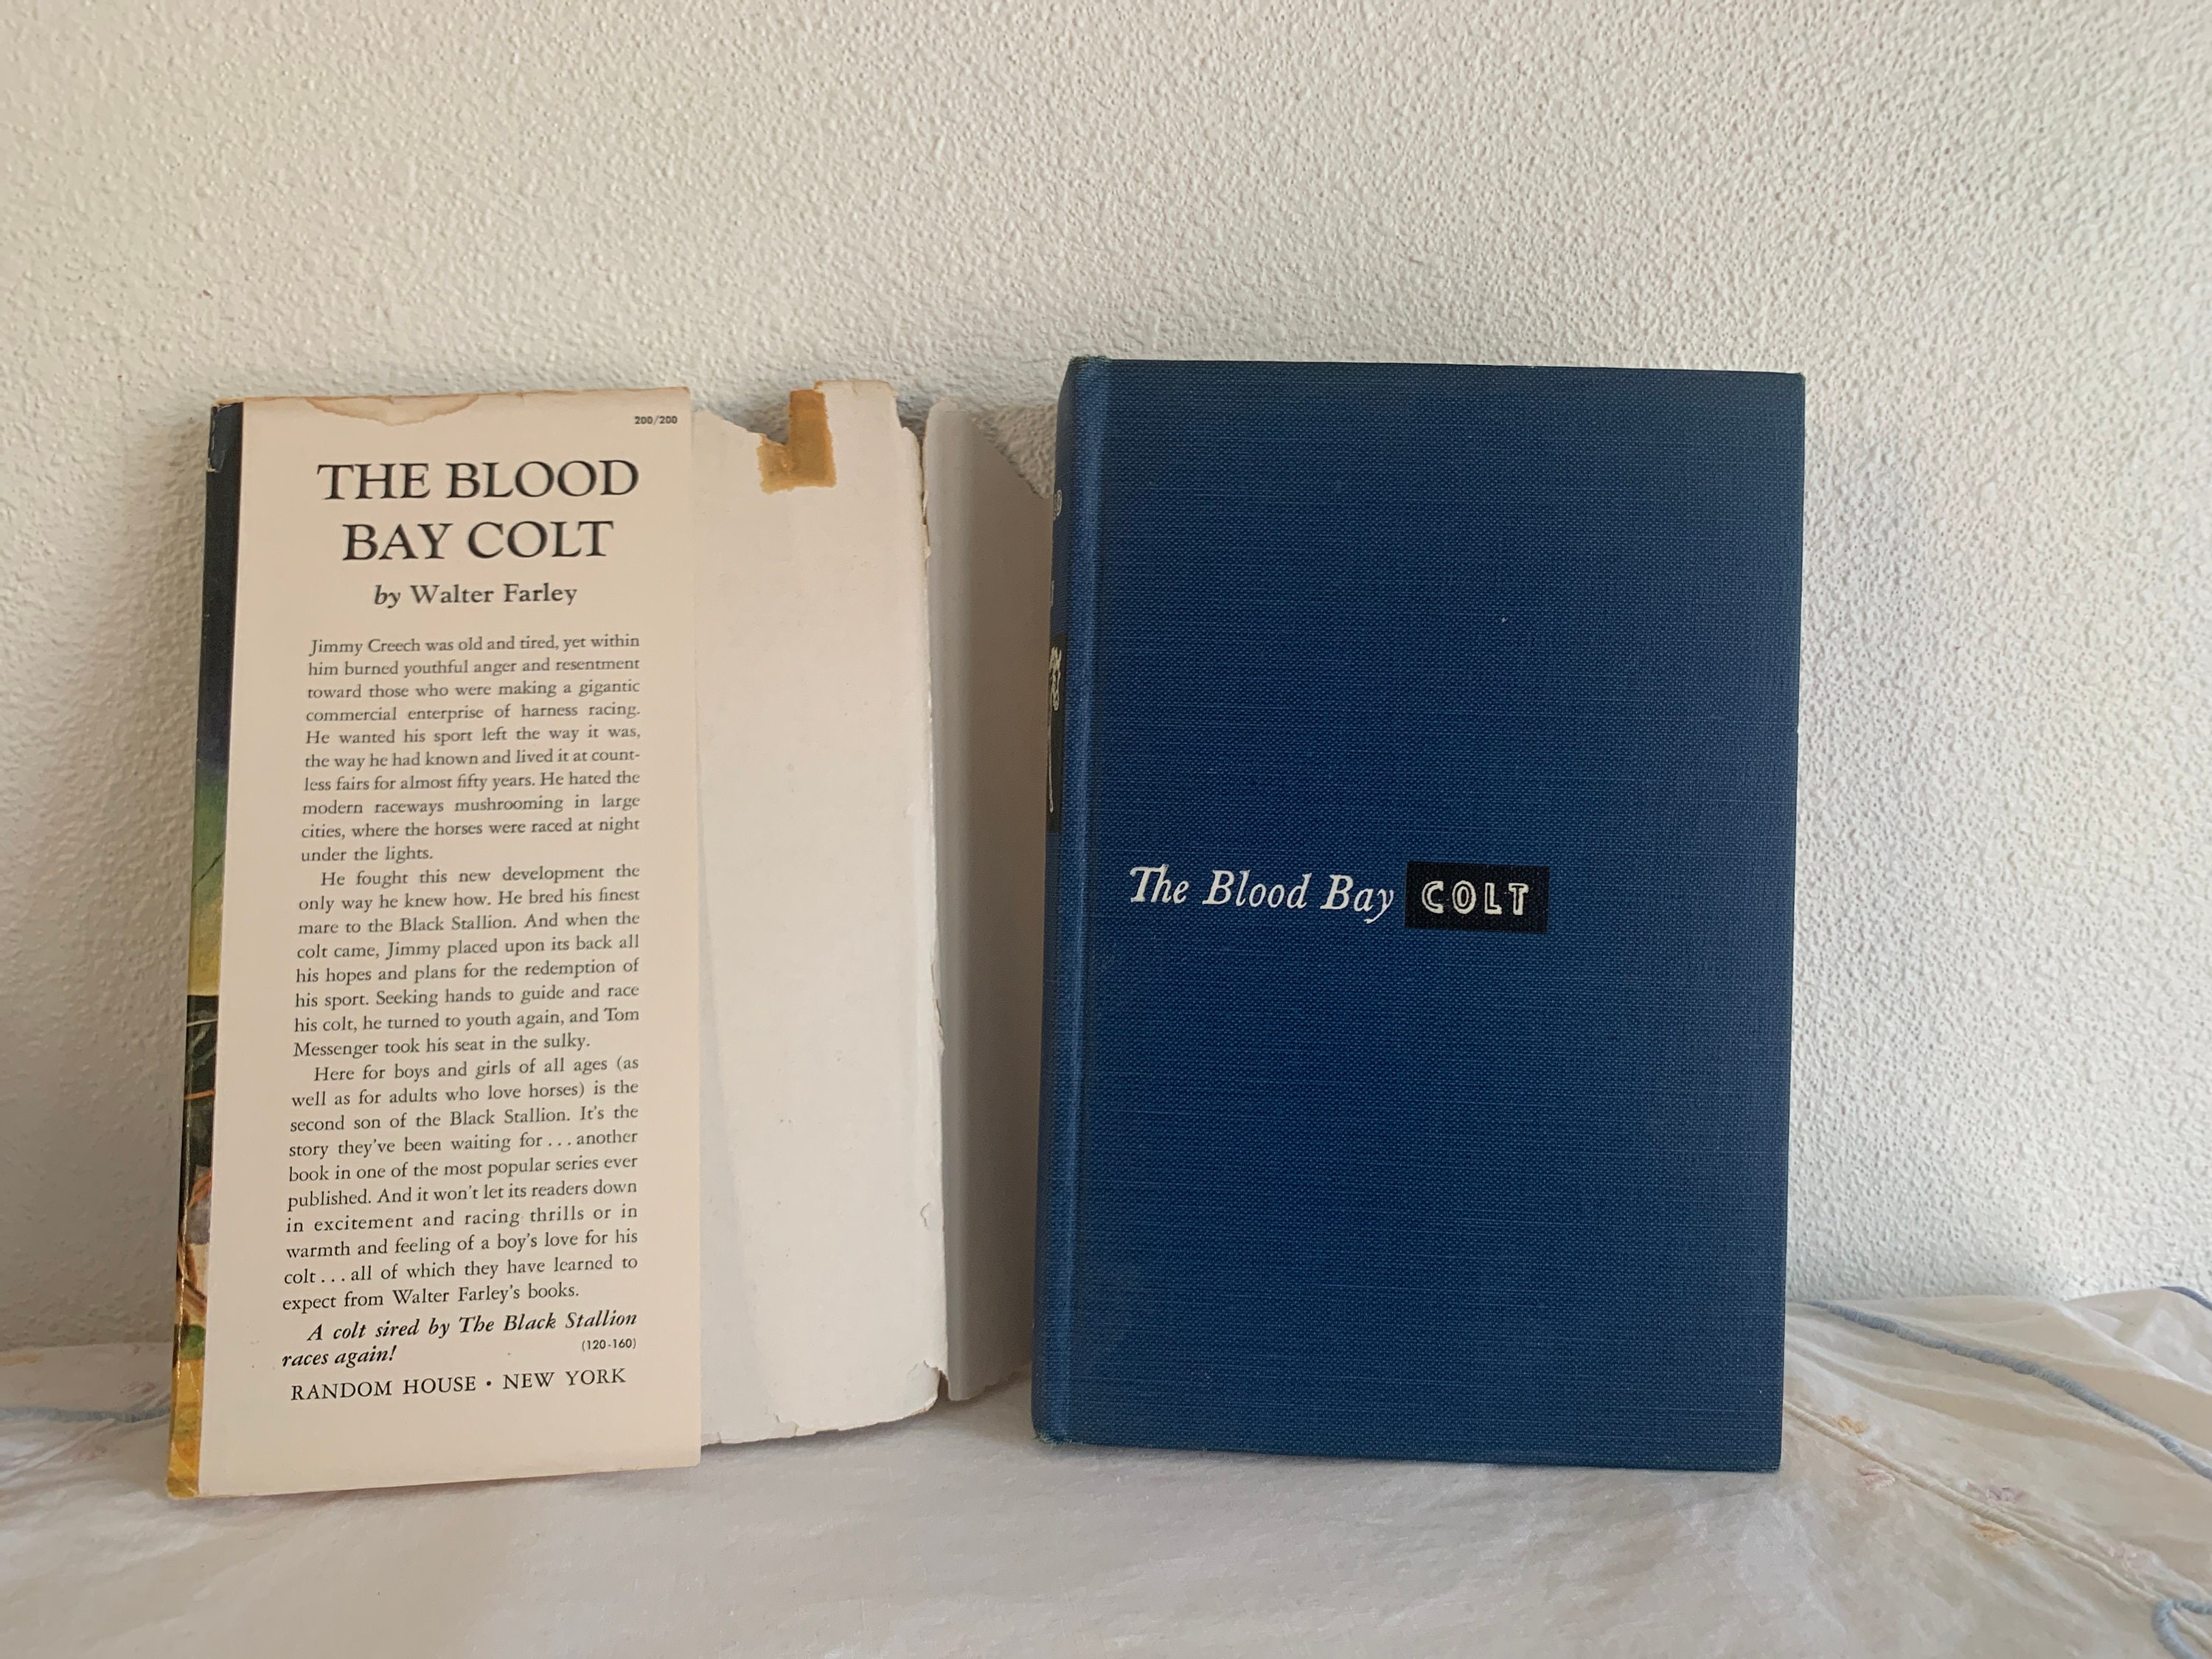 200/200
THE BLOOD
BAY COLT
by Walter Farley
Jimmy Creech was old and tired, yet within
him burned youthful anger and resentment
toward those who were making a gigantic
commercial enterprise of harness racing.
He wanted his sport left the way it was,
the way he had known and lived it at count-
less fairs for almost fifty years. He hated the
modern raceways mushrooming in large
cities, where the horses were raced at night
under the lights.
He fought this new development the
only way he knew how. He bred his finest
mare to the Black Stallion. And when the
colt came, Jimmy placed upon its back all
his hopes and plans for the redemption of
his sport. Seeking hands to guide and race
his colt, he turned to youth again, and Tom
Messenger took his seat in the sulky.
Here for boys and girls of all ages (as
well as for adults who love horses) is the
second son of the Black Stallion. It's the
story they've been waiting for . . . another
book in one of the most popular series ever
published. And it won't let its readers down
in excitement and racing thrills or in
warmth and feeling of a boy's love for his
colt . . . all of which they have learned to
expect from Walter Farley's books.
A colt sired by The Black Stallion
races again!
(120-160)
RANDOM HOUSE • NEW YORK
The Blood Bay COLT